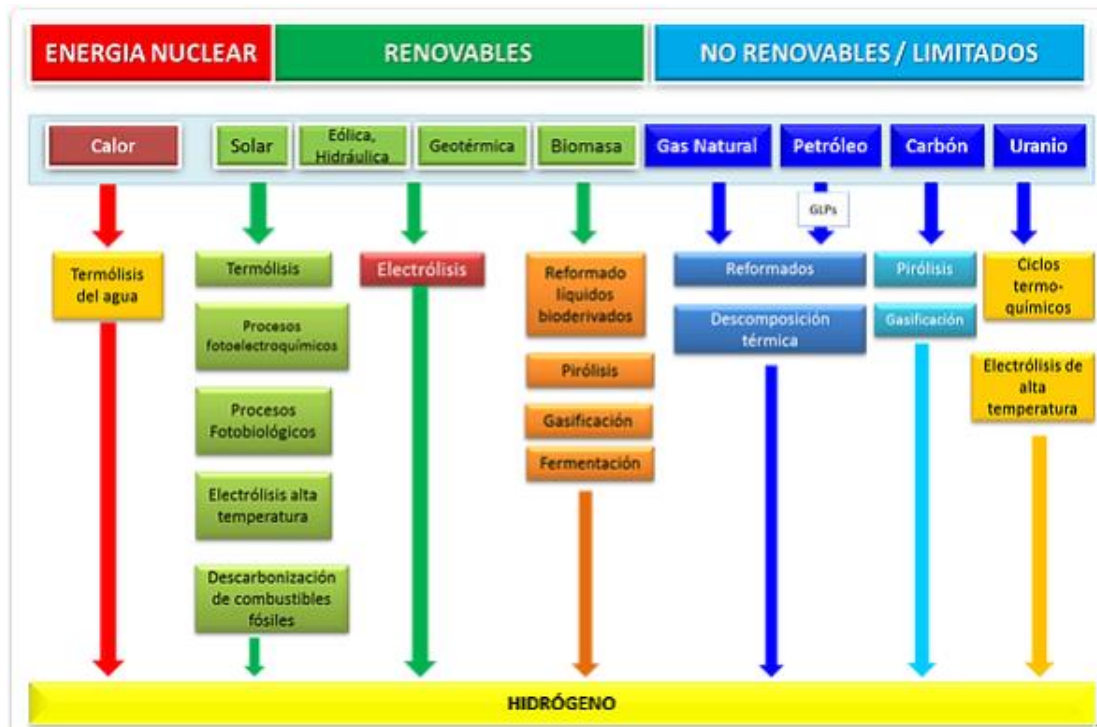 ENERGIA NUCLEAR
RENOVABLES
NO RENOVABLES / LIMITADOS
Calor
Solar
Eólica,
Hidráulica
Geotérmica
Biomasa
Gas Natural
Petróleo
Carbón
Uranio
GLPs
Termólisis
del agua
Termólisis
Procesos
fotoelectroquímicos
Procesos
Fotobiológicos
Electrólisis alta
temperatura
Descarbonización
de combustibles
fósiles
Electrólisis
Reformado
líquidos
bioderivados
Pirólisis
Gasificación
Fermentación
Reformados
Descomposición
térmica
Pirólisis
Gasificación
Ciclos
termo-
químicos
Electrólisis de
alta
temperatura
HIDRÓGENO